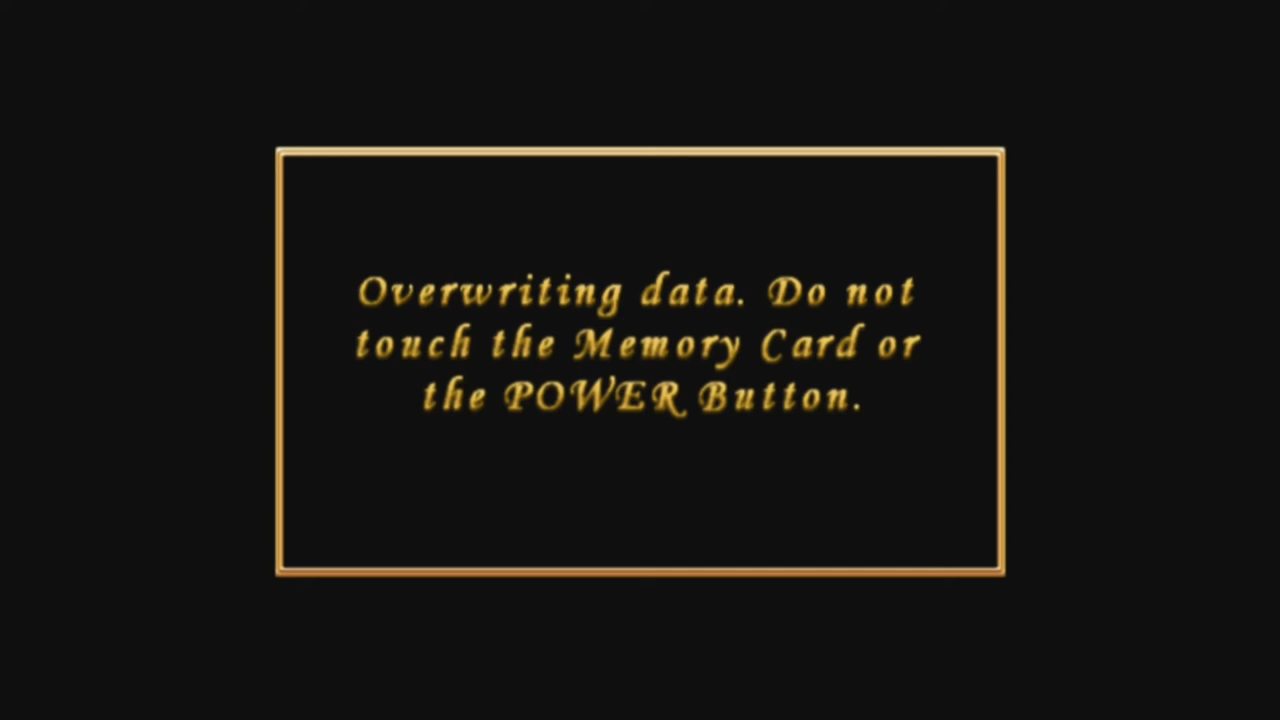 Overwriting data. Do not
touch the Memory Card or
the POWER Button.